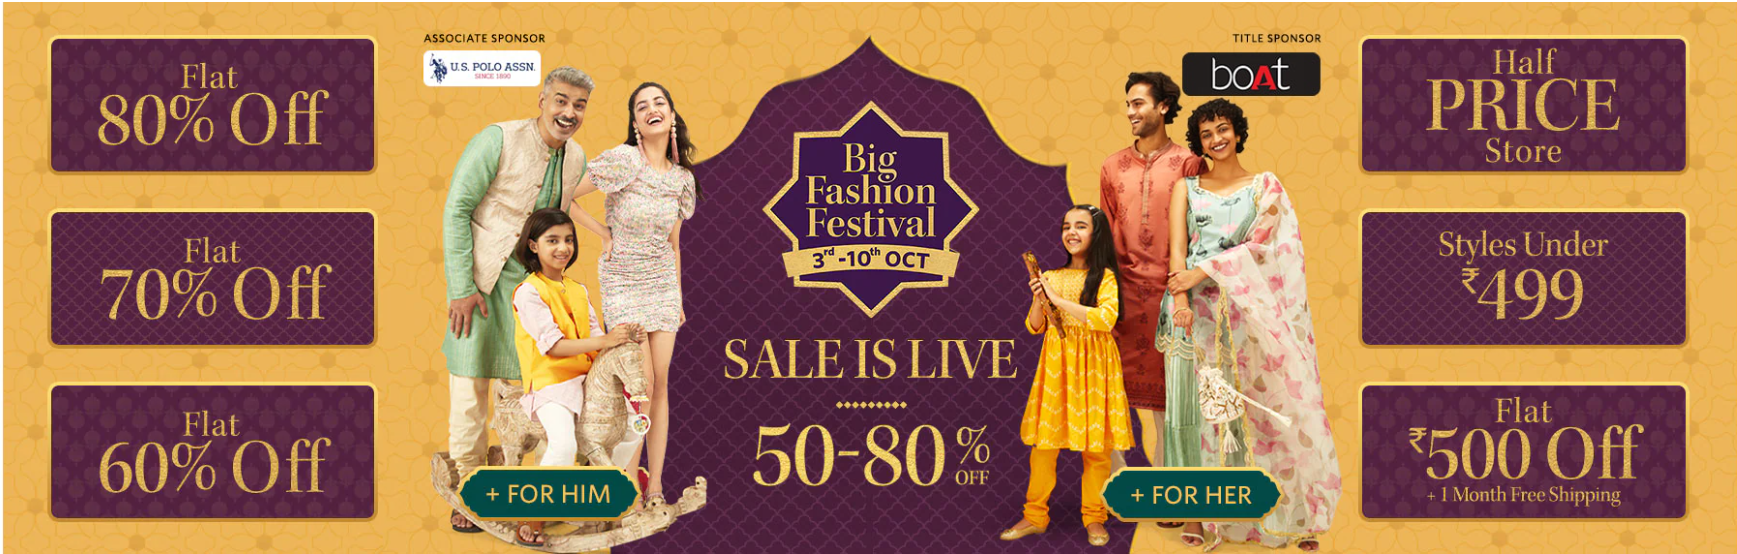 Flat
80% Off
Flat
70% Off
Flat
60% Off
ASSOCIATE SPONSOR
U.S. POLO ASSN.
SINCE 1890
+ FOR HIM
Big
Fashion
Festival
3rd -10th OCT
SALE IS LIVE
50-80% OFF
TITLE SPONSOR
boAt
+ FOR HER
Half
PRICE
Store
Styles Under
₹499
Flat
₹500 Off
+ 1 Month Free Shipping